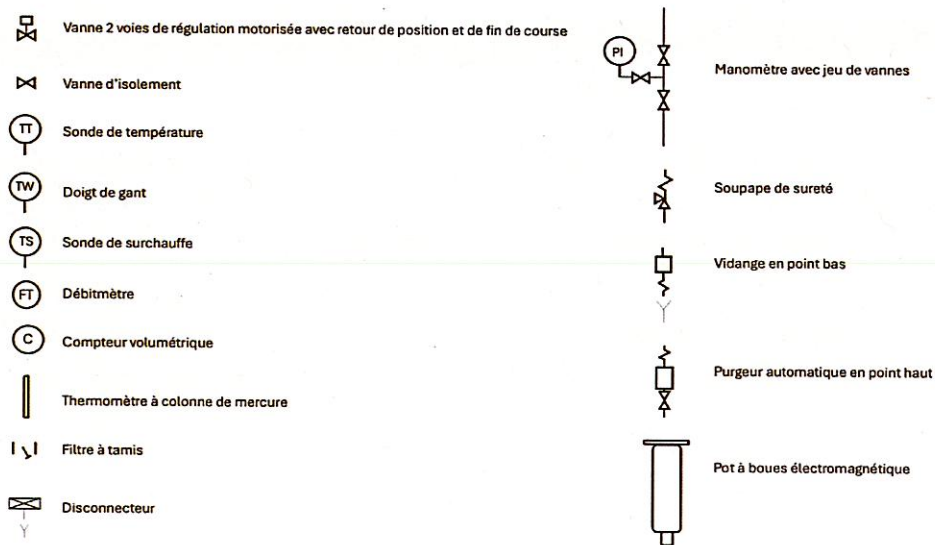 Vanne 2 voies de régulation motorisée avec retour de position et de fin de course
Vanne d'isolement
TT Sonde de température
TW Doigt de gant
TS Sonde de surchauffe
FT Débitmètre
C Compteur volumétrique
Thermomètre à colonne de mercure
Filtre à tamis
Disconnecteur
PI Manomètre avec jeu de vannes
Soupape de sureté
Vidange en point bas
Purgeur automatique en point haut
Pot à boues électromagnétique